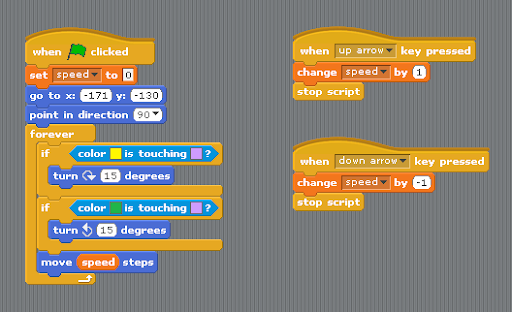 when clicked
set speed to 0
go to x: -171 y: -130
point in direction 90
forever
if color is touching ?
turn 15 degrees
if color is touching ?
turn 15 degrees
move speed steps
when up arrow key pressed
change speed by 1
stop script
when down arrow key pressed
change speed by -1
stop script